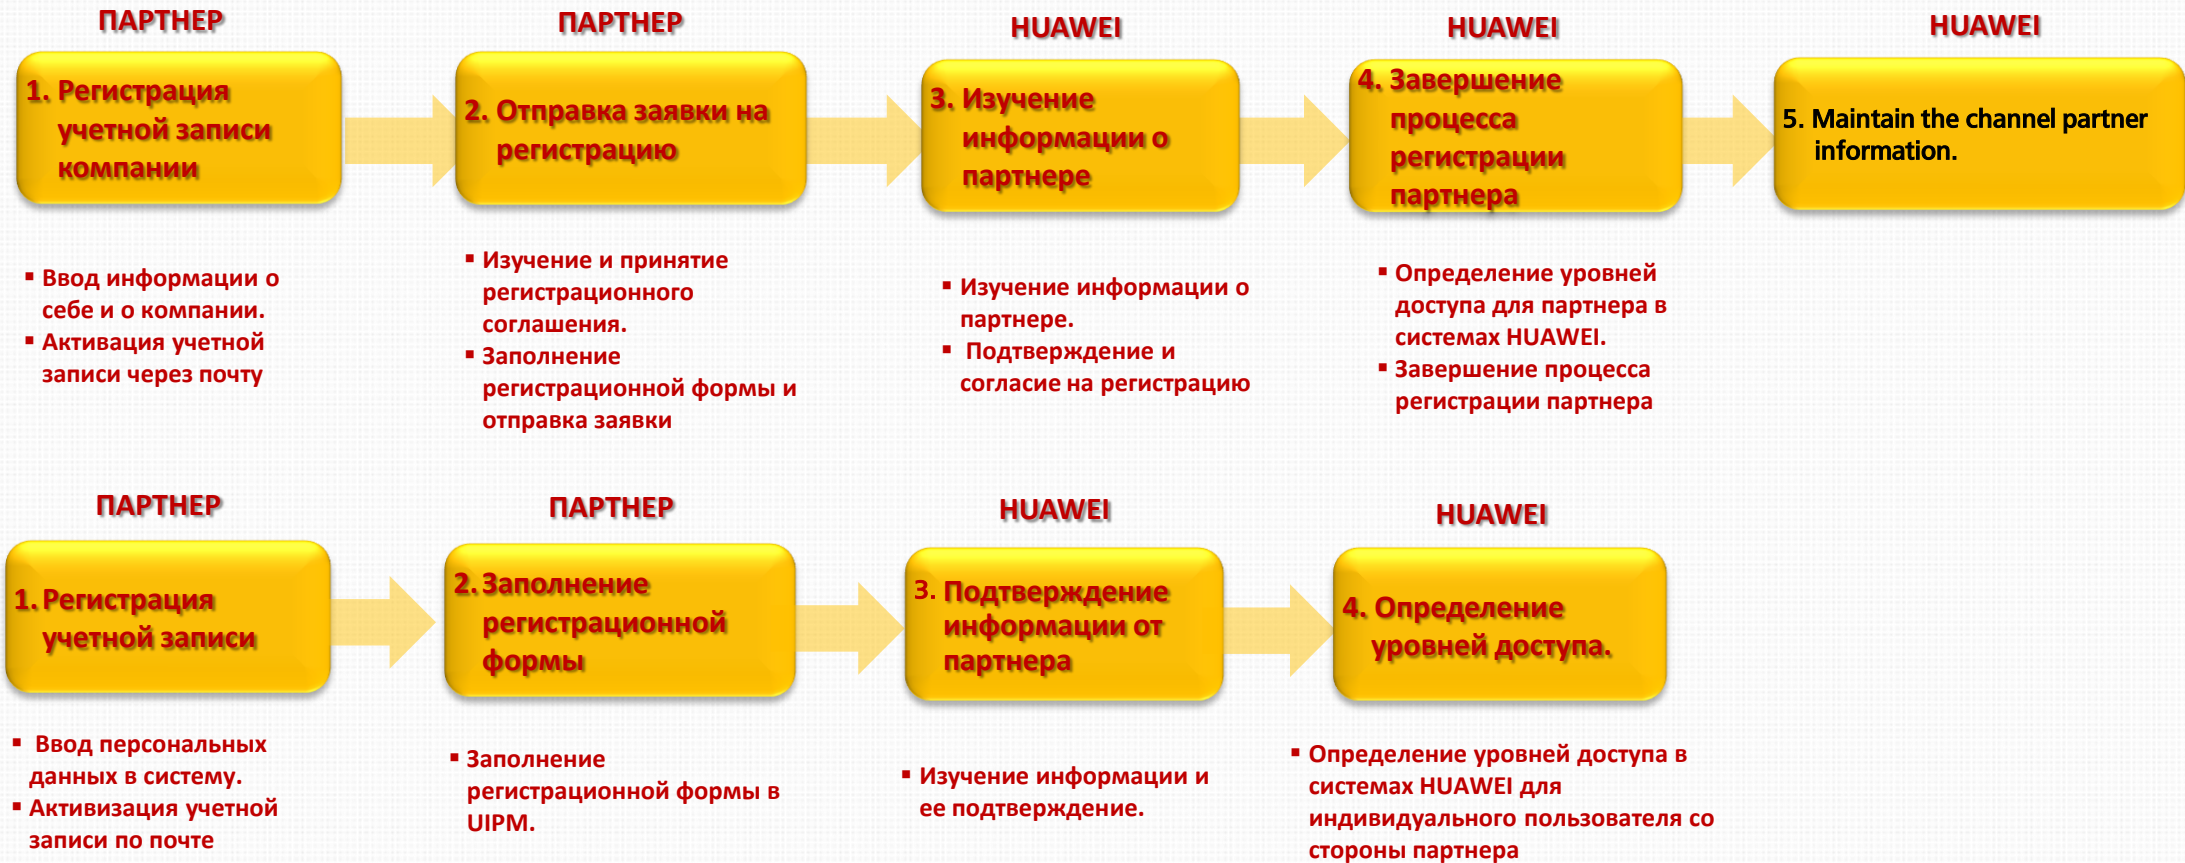 ПАРТНЕР
ПАРТНЕР
HUAWEI
HUAWEI
HUAWEI
1. Регистрация
учетной записи
компании
2. Отправка заявки на
регистрацию
3. Изучение
информации о
партнере
4. Завершение
процесса
регистрации
партнера
5. Maintain the channel partner
information.
▪ Ввод информации о
себе и о компании.
▪ Активация учетной
записи через почту
▪ Изучение и принятие
регистрационного
соглашения.
▪ Заполнение
регистрационной формы и
отправка заявки
▪ Изучение информации о
партнере.
▪ Подтверждение и
согласие на регистрацию
▪ Определение уровней
доступа для партнера в
системах HUAWEI.
▪ Завершение процесса
регистрации партнера
ПАРТНЕР
ПАРТНЕР
HUAWEI
HUAWEI
1. Регистрация
учетной записи
2. Заполнение
регистрационной
формы
3. Подтверждение
информации от
партнера
4. Определение
уровней доступа.
▪ Ввод персональных
данных в систему.
▪ Активизация учетной
записи по почте
▪ Заполнение
регистрационной формы в
UIPM.
▪ Изучение информации и
ее подтверждение.
▪ Определение уровней доступа в
системах HUAWEI для
индивидуального пользователя со
стороны партнера